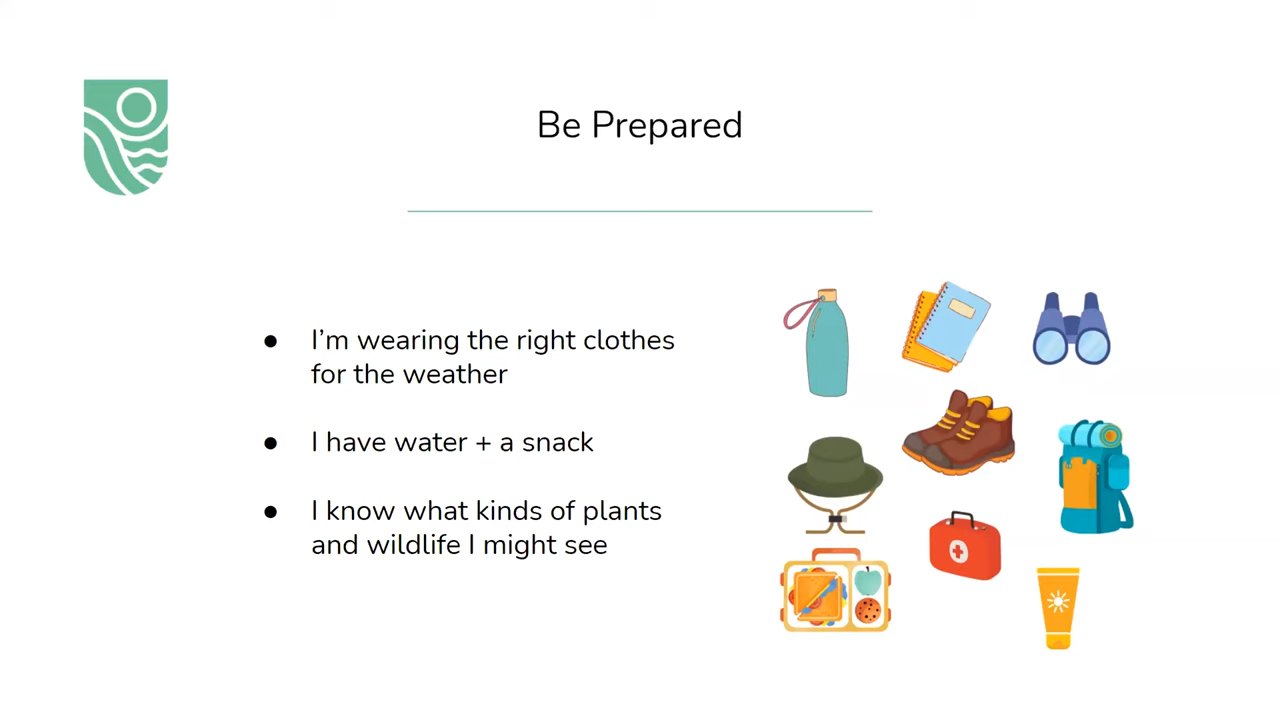 Be Prepared
● I’m wearing the right clothes
for the weather
● I have water + a snack
● I know what kinds of plants
and wildlife I might see